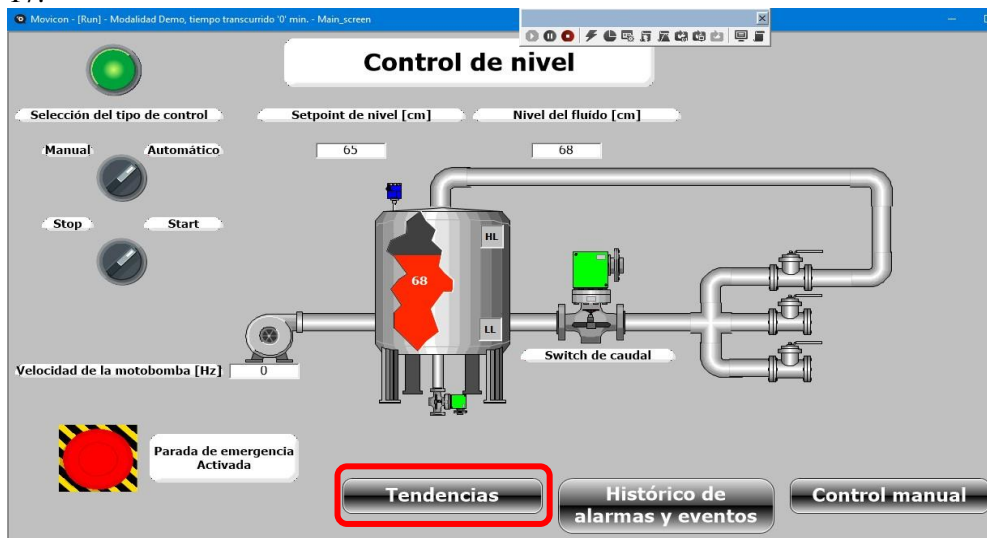 17.
Movicon - [Run] - Modalidad Demo, tiempo transcurrido '0' min. - Main_screen
Control de nivel
Selección del tipo de control
Setpoint de nivel [cm]
Nivel del fluído [cm]
Manual
Automático
65
68
Stop
Start
HL
68
LL
Switch de caudal
Velocidad de la motobomba [Hz]
0
Parada de emergencia
Activada
Tendencias
Histórico de
alarmas y eventos
Control manual